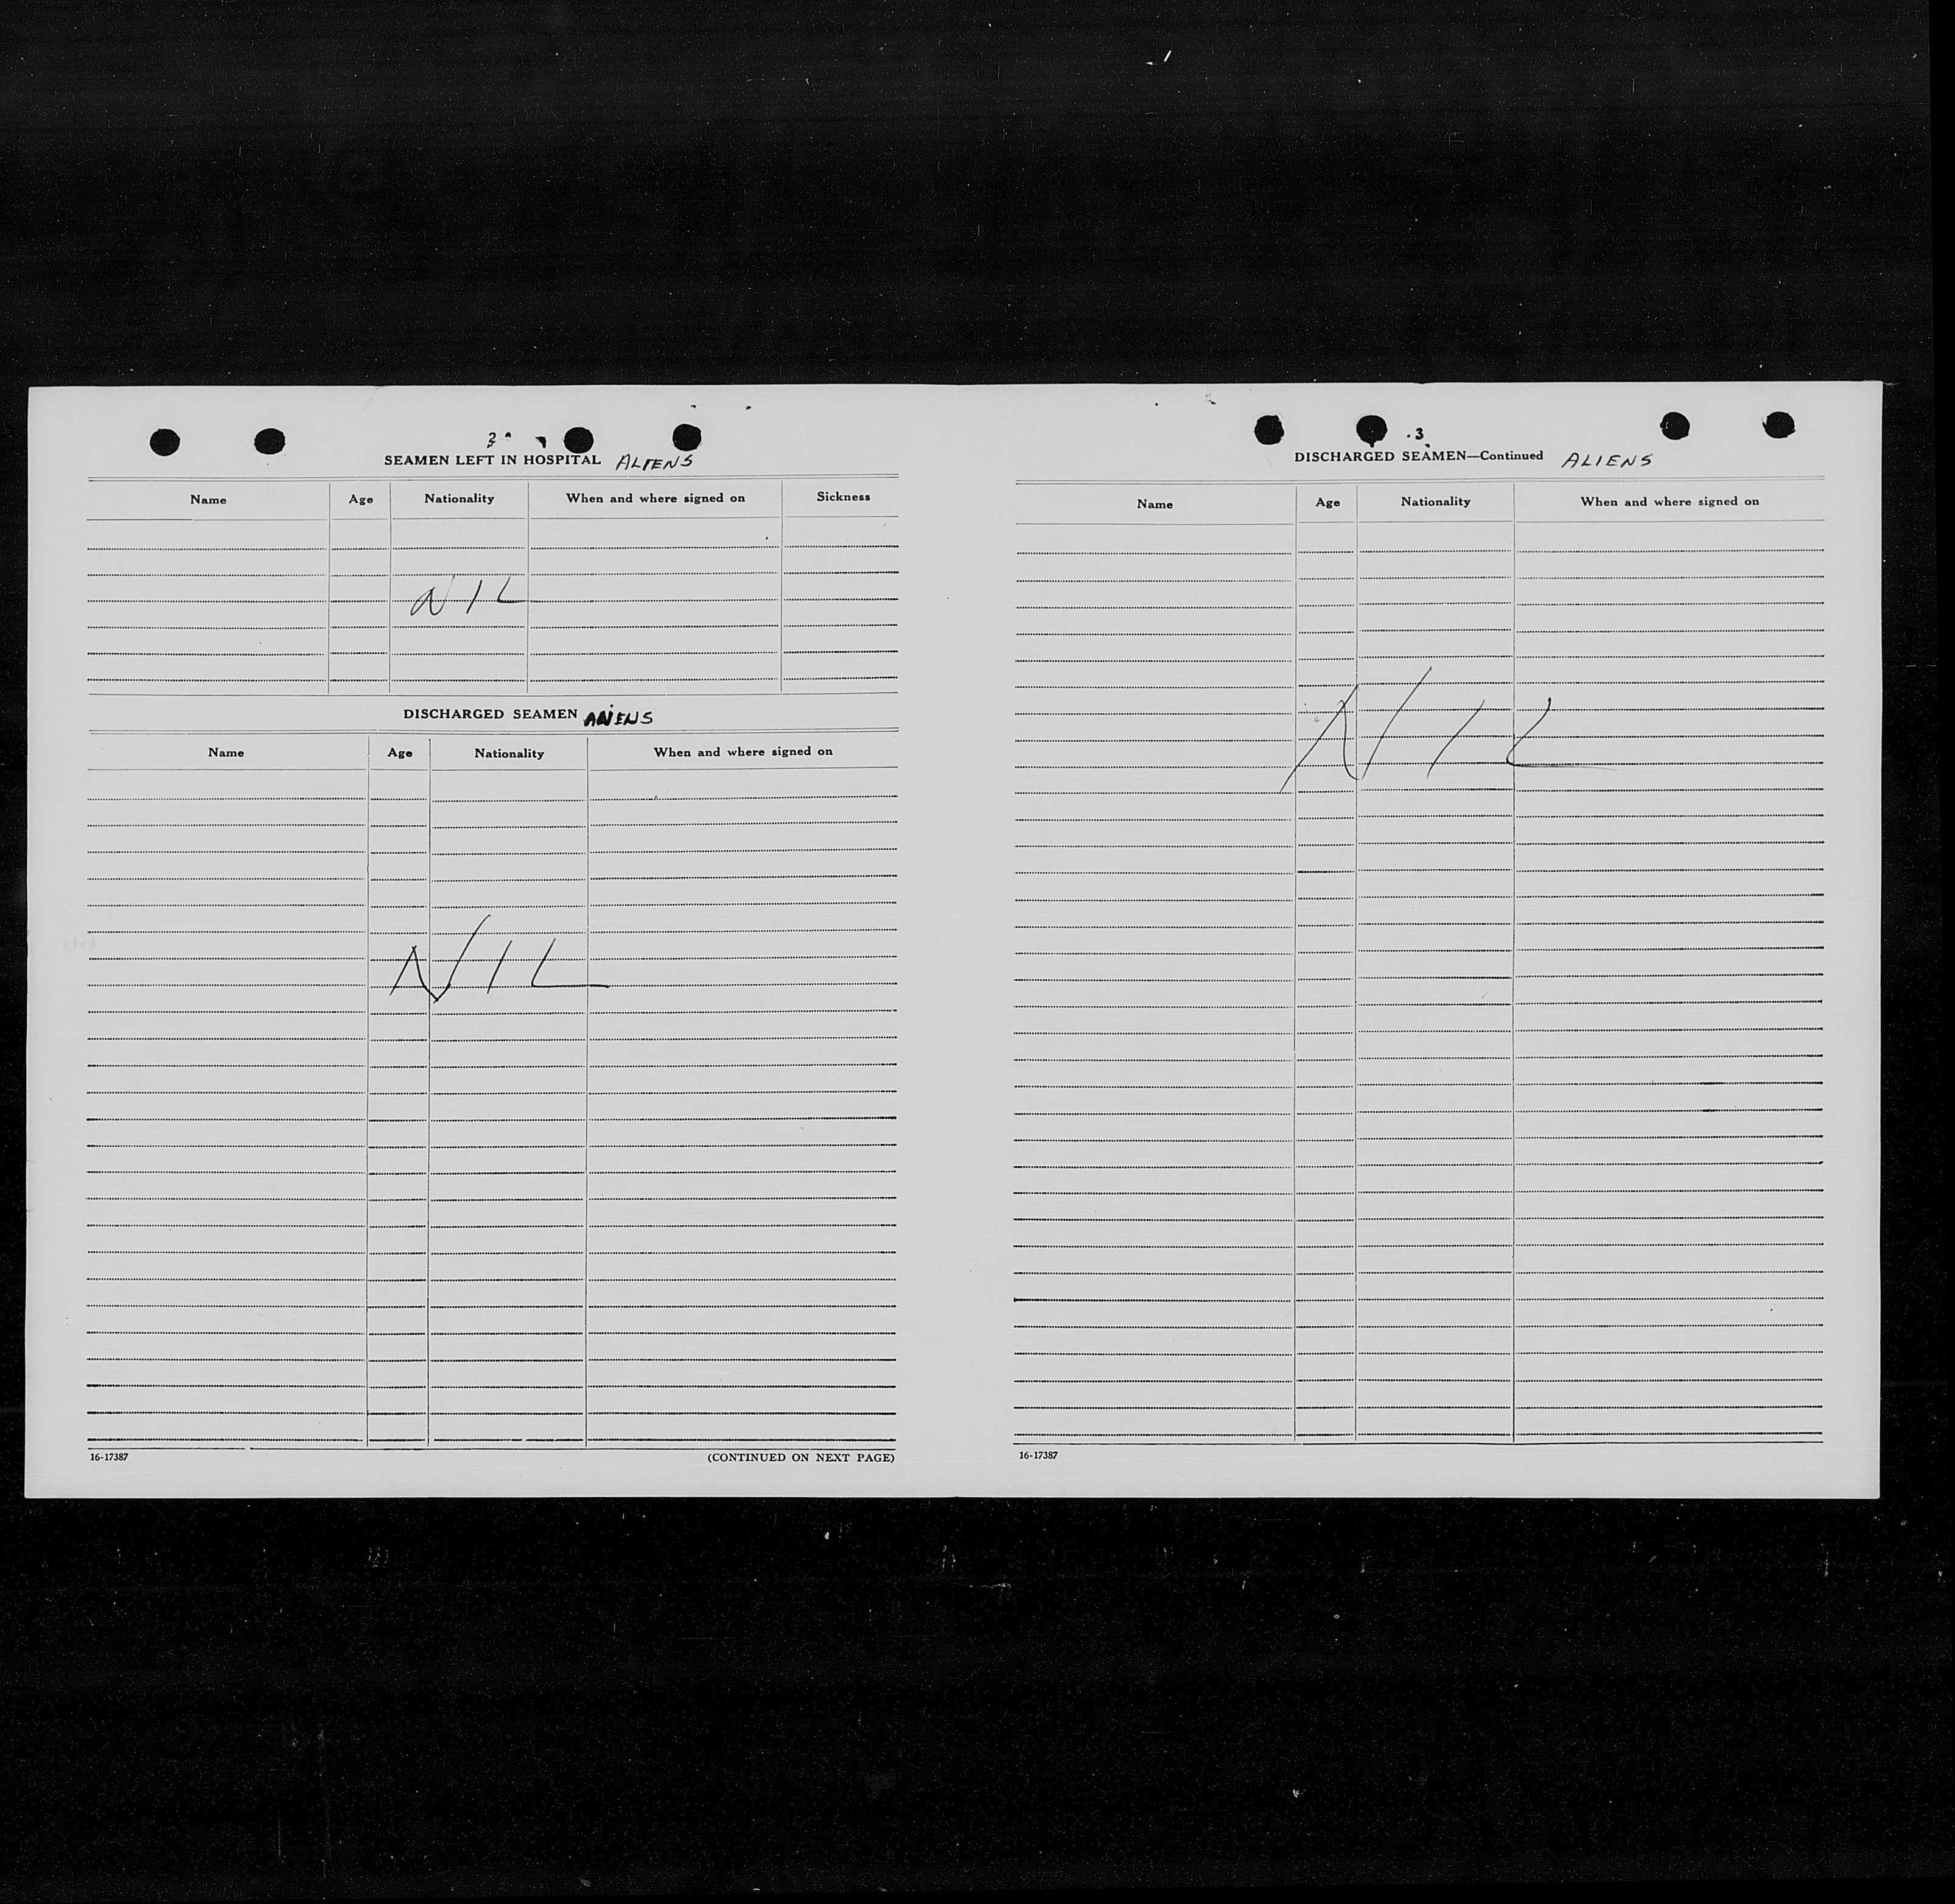 2
SEAMEN LEFT IN HOSPITAL ALIENS
Name Age Nationality When and where signed on Sickness
NIL
DISCHARGED SEAMEN ALIENS
Name Age Nationality When and where signed on
NIL
16-17387 (CONTINUED ON NEXT PAGE)
3
DISCHARGED SEAMEN—Continued ALIENS
Name Age Nationality When and where signed on
NIL
16-17387